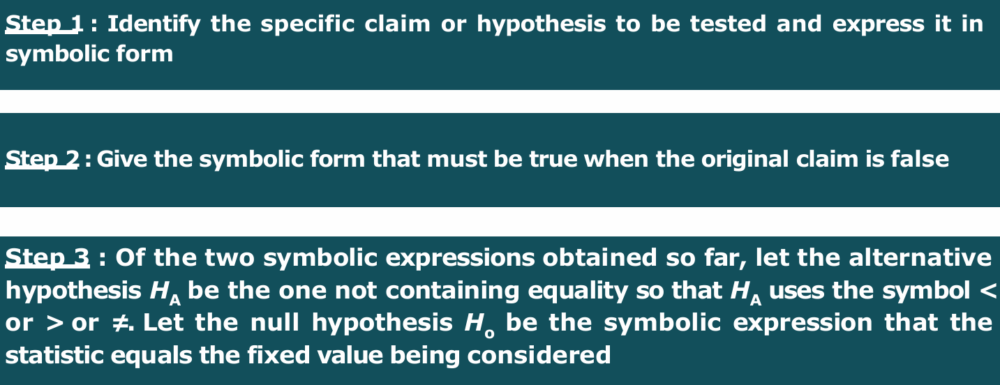 Step 1 : Identify the specific claim or hypothesis to be tested and express it in
symbolic form
Step 2 : Give the symbolic form that must be true when the original claim is false
Step 3 : Of the two symbolic expressions obtained so far, let the alternative
hypothesis H_A be the one not containing equality so that H_A uses the symbol <
or > or ≠. Let the null hypothesis H_o be the symbolic expression that the
statistic equals the fixed value being considered